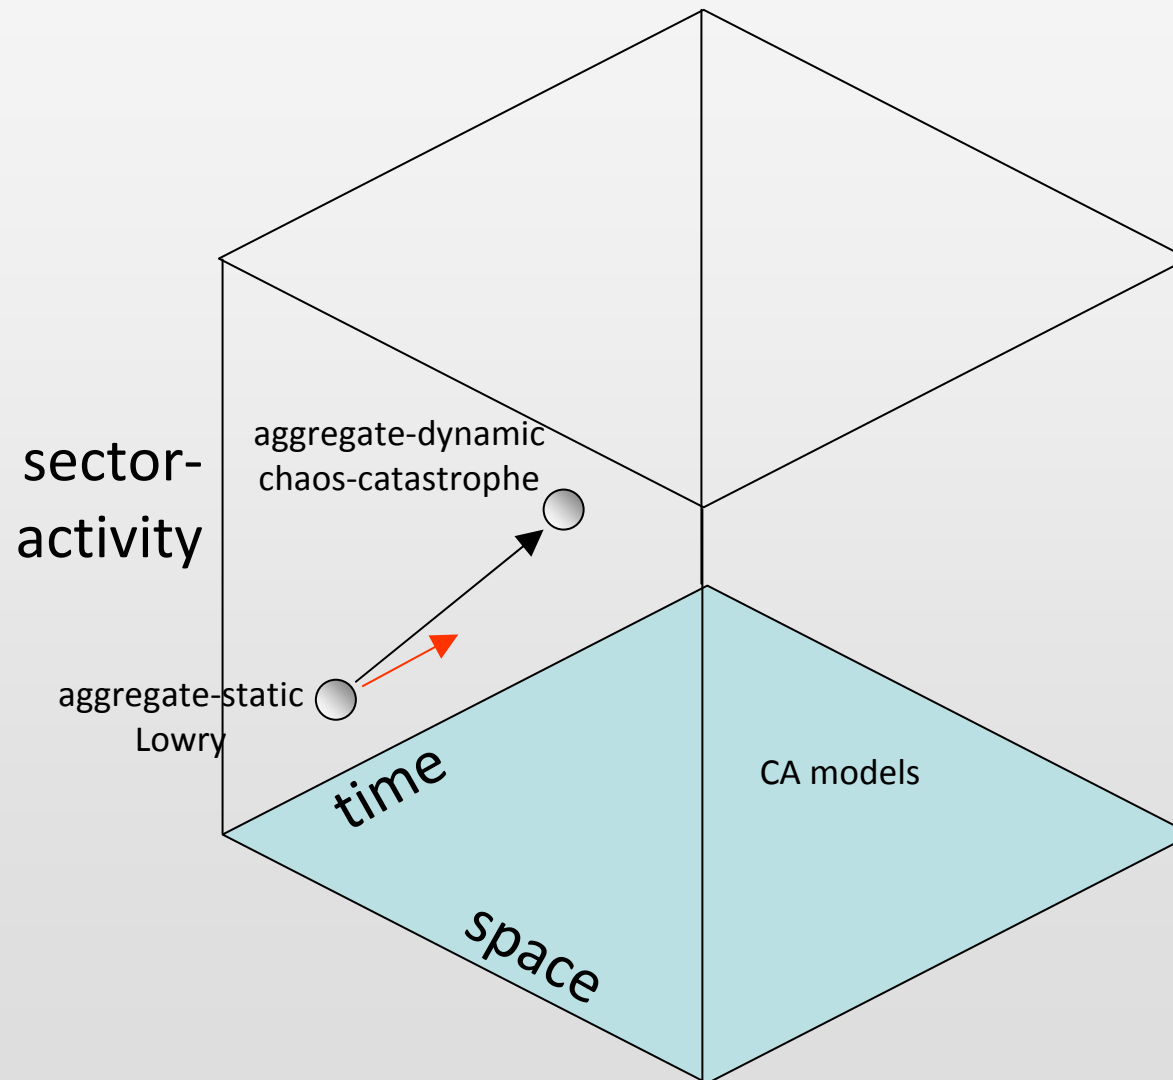 aggregate-dynamic
chaos-catastrophe
sector-
activity
aggregate-static
Lowry
time
CA models
space